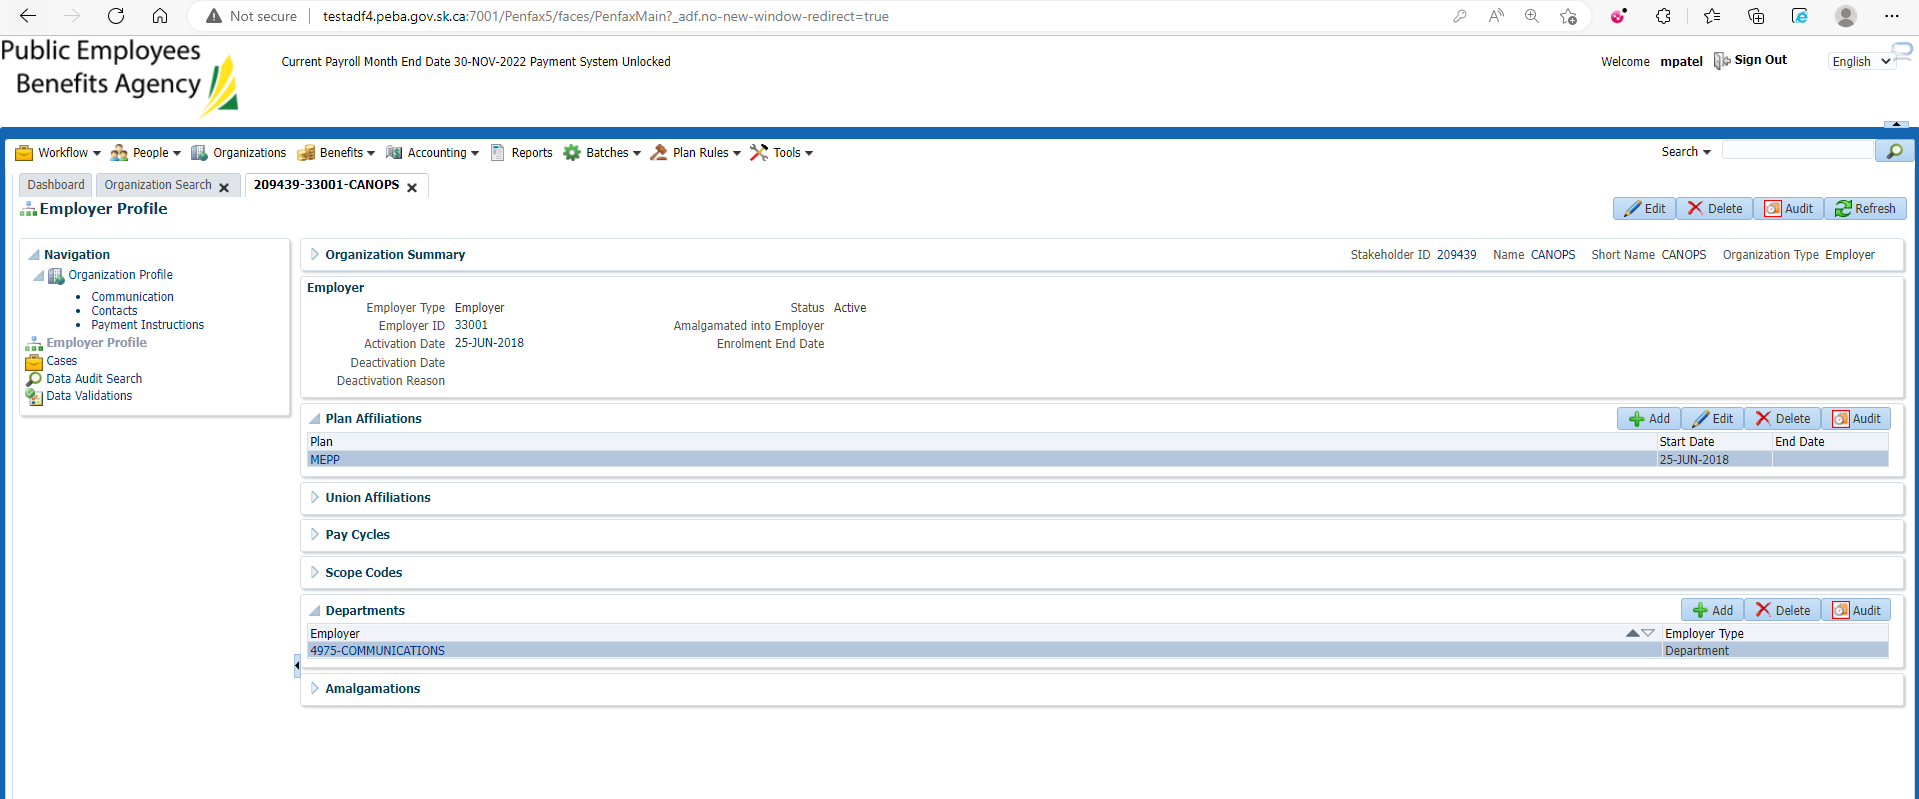 Not secure testadf4.peba.gov.sk.ca:7001/Penfax5/faces/PenfaxMain?_adf.no-new-window-redirect=true
Public Employees
Benefits Agency
Current Payroll Month End Date 30-NOV-2022 Payment System Unlocked
Welcome mpatel Sign Out English
Workflow People Organizations Benefits Accounting Reports Batches Plan Rules Tools Search
Dashboard Organization Search 209439-33001-CANOPS
Employer Profile Edit Delete Audit Refresh
Navigation
Organization Profile
Communication
Contacts
Payment Instructions
Employer Profile
Cases
Data Audit Search
Data Validations
Organization Summary Stakeholder ID 209439 Name CANOPS Short Name CANOPS Organization Type Employer
Employer
Employer Type Employer Status Active
Employer ID 33001 Amalgamated into Employer
Activation Date 25-JUN-2018 Enrolment End Date
Deactivation Date
Deactivation Reason
Plan Affiliations Add Edit Delete Audit
Plan Start Date End Date
MEPP 25-JUN-2018
Union Affiliations
Pay Cycles
Scope Codes
Departments Add Delete Audit
Employer Employer Type
4975-COMMUNICATIONS Department
Amalgamations